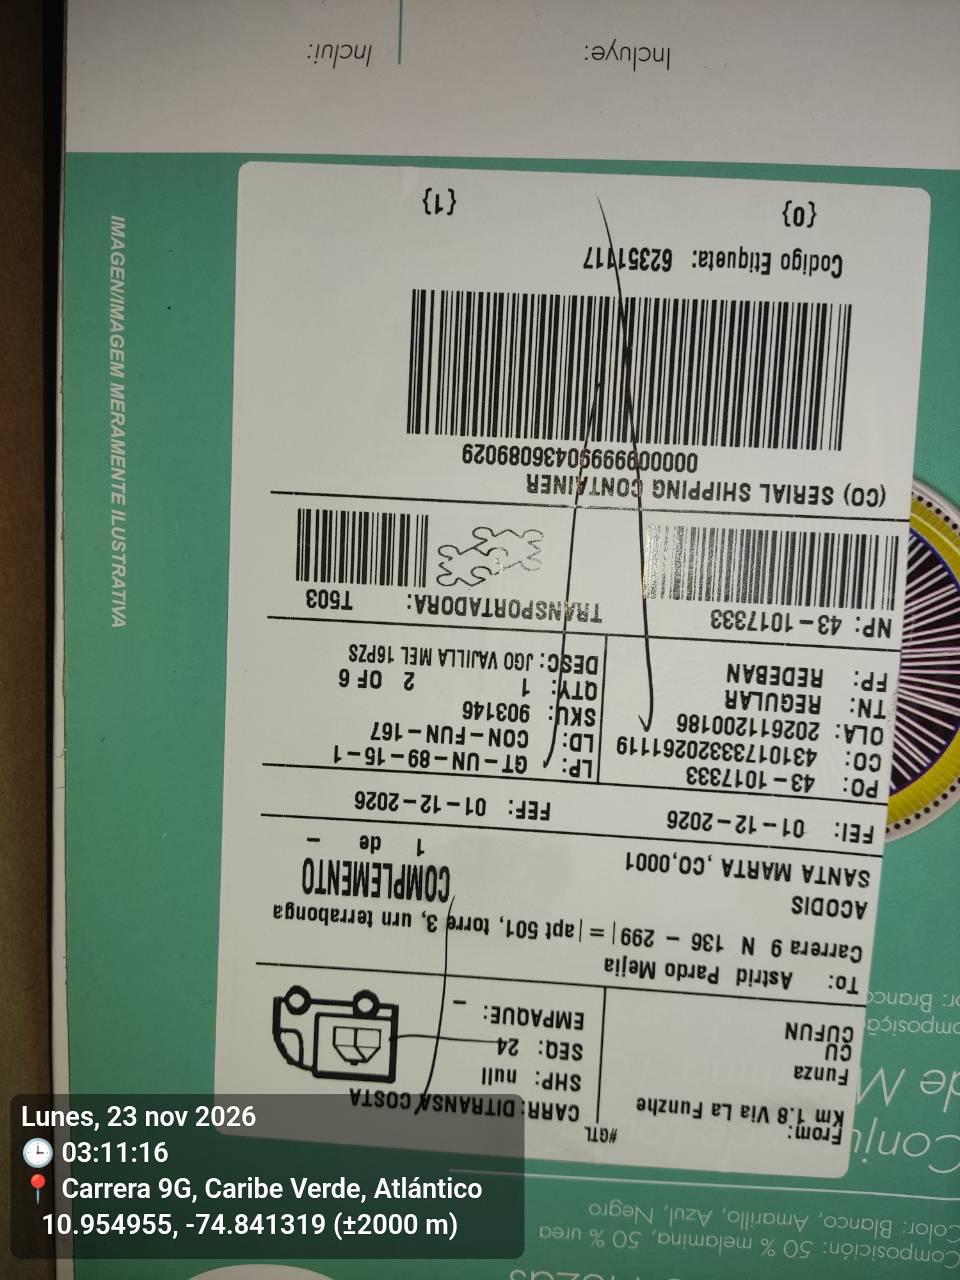 Incluye:
Inclui:
IMAGEN/IMAGEM MERAMENTE ILUSTRATIVA
#GTL
From:
Km 1.8 Via La Funzhe
Funza
CU
CUFUN
CARR: DITRANSA COSTA
SHP: null
SEQ: 24
EMPAQUE: -
To: Astrid Pardo Mejia
Carrera 9 N 136 - 299|=|apt 501, torre 3, urn terrabonga
ACODIS
SANTA MARTA ,CO,0001
COMPLEMENTO
1 de -
FEI: 01-12-2026
FEF: 01-12-2026
PO: 43-1017333
CO: 43101733320261119
OLA: 202611200186
TN: REGULAR
FP: REDEBAN
LP: GT-UN-89-15-1
LD: CON-FUN-167
SKU: 903146
QTY: 1 2 OF 6
DESC: JGO VAJILLA MEL 16PZS
NP: 43-1017333
TRANSPORTADORA: T503
(CO) SERIAL SHIPPING CONTAINER
Codigo Etiqueta: 62351117
{0} {1}
Composición: 50 % melamina, 50 % urea
Color: Blanco, Amarillo, Azul, Negro
Lunes, 23 nov 2026
03:11:16
Carrera 9G, Caribe Verde, Atlántico
10.954955, -74.841319 (±2000 m)